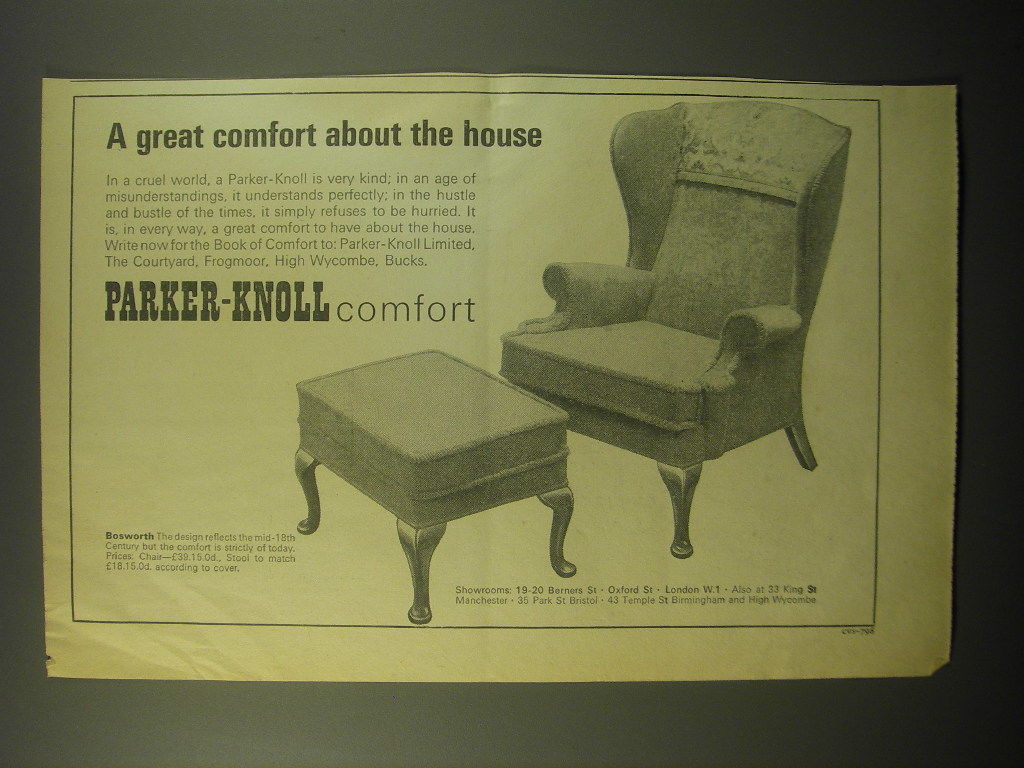 A great comfort about the house
In a cruel world, a Parker-Knoll is very kind; in an age of
misunderstandings, it understands perfectly; in the hustle
and bustle of the times, it simply refuses to be hurried. It
is, in every way, a great comfort to have about the house.
Write now for the Book of Comfort to: Parker-Knoll Limited,
The Courtyard, Frogmoor, High Wycombe, Bucks.
PARKER-KNOLL comfort
Bosworth The design reflects the mid-18th
Century but the comfort is strictly of today.
Prices: Chair—£39.15.0d., Stool to match
£18.15.0d. according to cover.
Showrooms: 19-20 Berners St · Oxford St · London W.1 · Also at 33 King St
Manchester · 35 Park St Bristol · 43 Temple St Birmingham and High Wycombe